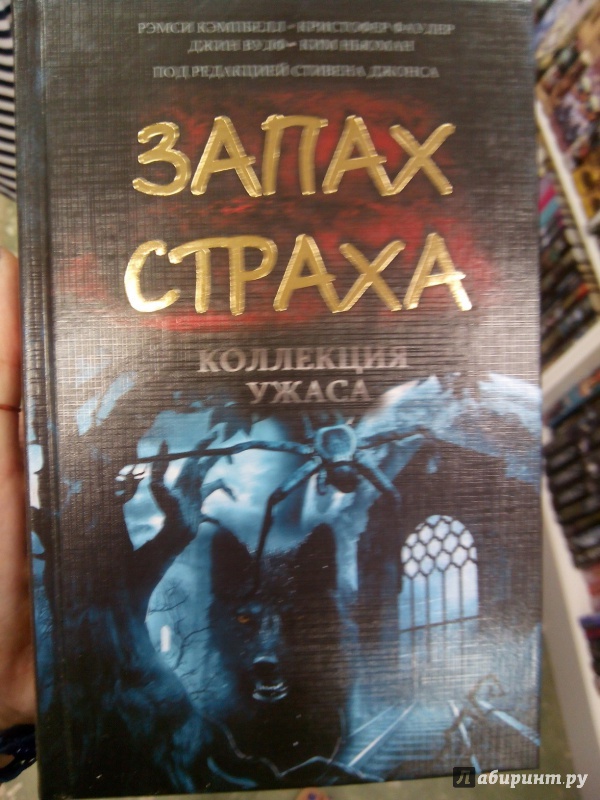 РЭМСИ КЭМПБЕЛЛ • КРИСТОФЕР ФАУЛЕР
ДЖИН ВУЛФ • КИМ НЬЮМАН
ПОД РЕДАКЦИЕЙ СТИВЕНА ДЖОНСА
ЗАПАХ
СТРАХА
КОЛЛЕКЦИЯ
УЖАСА
Лабиринт.ру